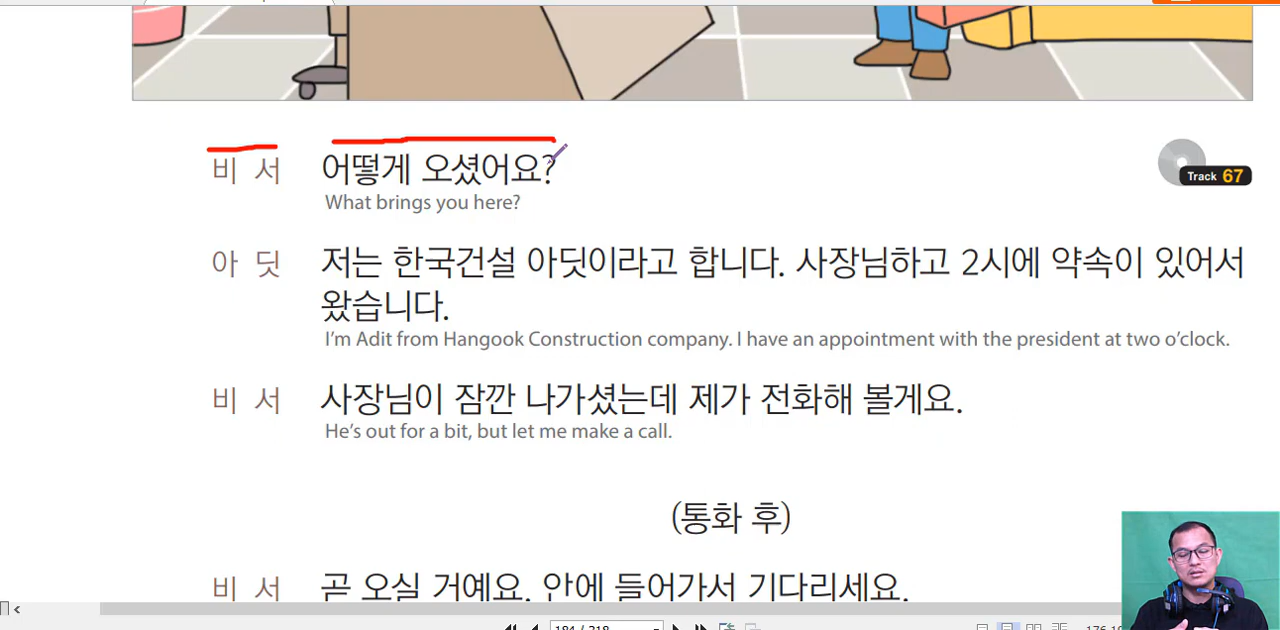 비 서 어떻게 오셨어요?
What brings you here?
Track 67
아 딧 저는 한국건설 아딧이라고 합니다. 사장님하고 2시에 약속이 있어서
왔습니다.
I'm Adit from Hangook Construction company. I have an appointment with the president at two o'clock.
비 서 사장님이 잠깐 나가셨는데 제가 전화해 볼게요.
He's out for a bit, but let me make a call.
(통화 후)
비 서 곧 오실 거예요. 안에 들어가서 기다리세요.
184 / 218